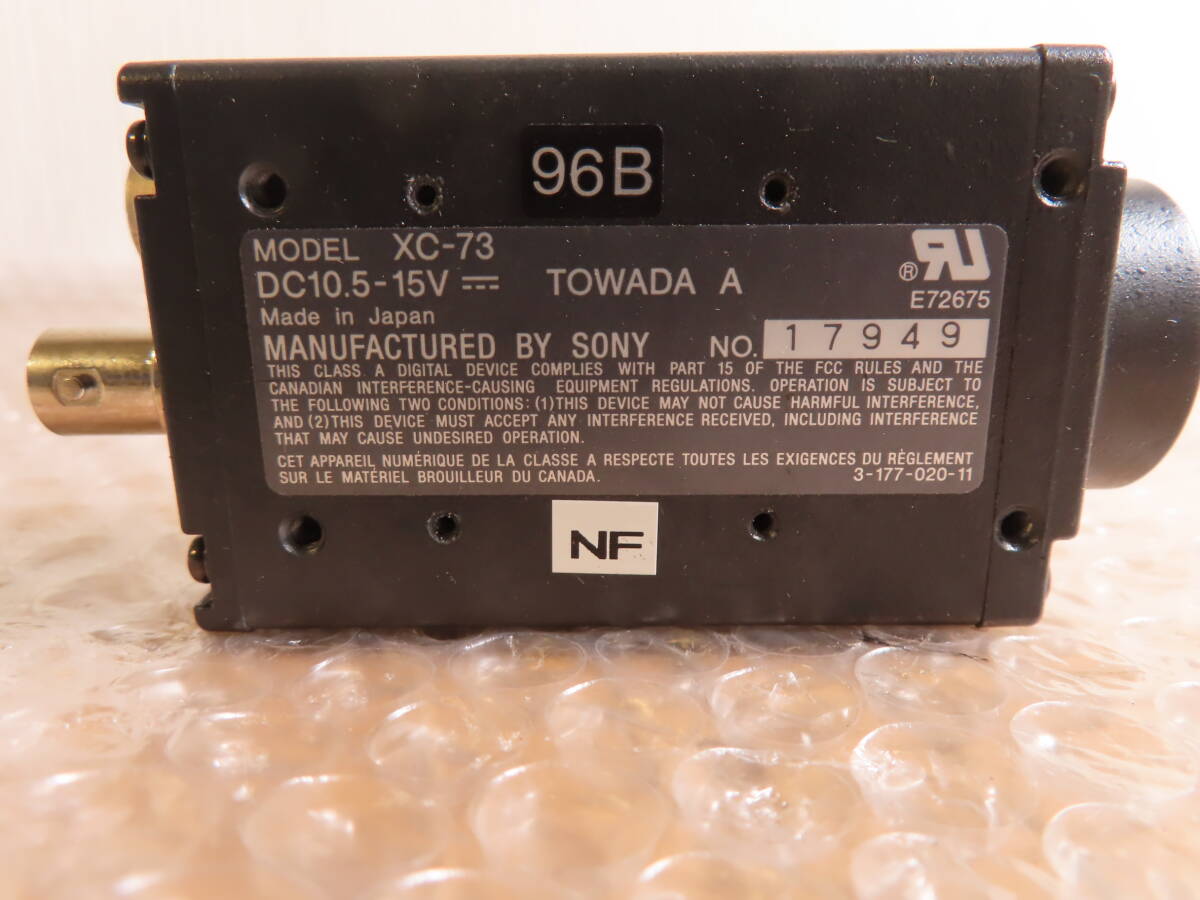 96B
MODEL XC-73
DC10.5-15V TOWADA A
® RU
E72675
Made in Japan
MANUFACTURED BY SONY NO. 17949
THIS CLASS A DIGITAL DEVICE COMPLIES WITH PART 15 OF THE FCC RULES AND THE
CANADIAN INTERFERENCE-CAUSING EQUIPMENT REGULATIONS. OPERATION IS SUBJECT TO
THE FOLLOWING TWO CONDITIONS: (1)THIS DEVICE MAY NOT CAUSE HARMFUL INTERFERENCE,
AND (2)THIS DEVICE MUST ACCEPT ANY INTERFERENCE RECEIVED, INCLUDING INTERFERENCE
THAT MAY CAUSE UNDESIRED OPERATION.
CET APPAREIL NUMÉRIQUE DE LA CLASSE A RESPECTE TOUTES LES EXIGENCES DU RÈGLEMENT
SUR LE MATÉRIEL BROUILLEUR DU CANADA. 3-177-020-11
NF